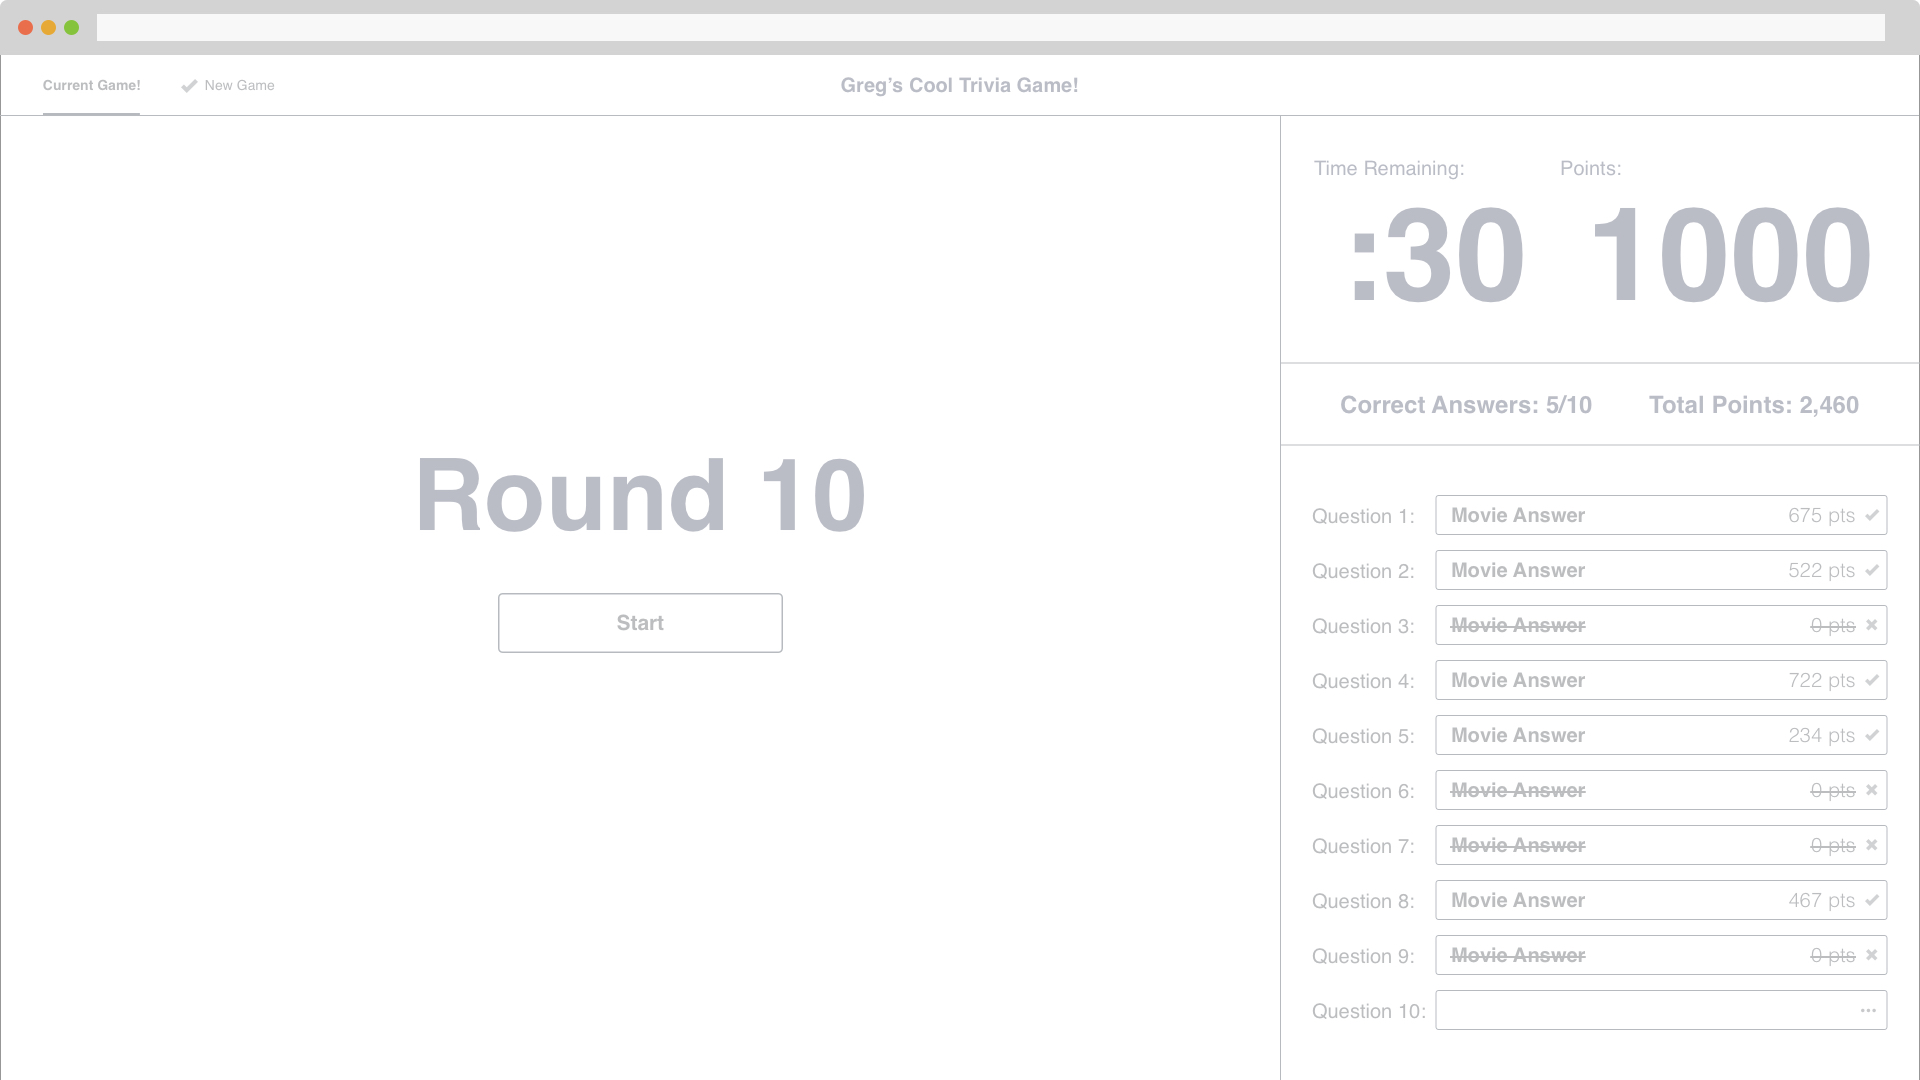 Current Game!
New Game
Greg’s Cool Trivia Game!
Round 10
Start
Time Remaining:
Points:
:30
1000
Correct Answers: 5/10
Total Points: 2,460
Question 1: Movie Answer 675 pts
Question 2: Movie Answer 522 pts
Question 3: Movie Answer 0 pts
Question 4: Movie Answer 722 pts
Question 5: Movie Answer 234 pts
Question 6: Movie Answer 0 pts
Question 7: Movie Answer 0 pts
Question 8: Movie Answer 467 pts
Question 9: Movie Answer 0 pts
Question 10: ...